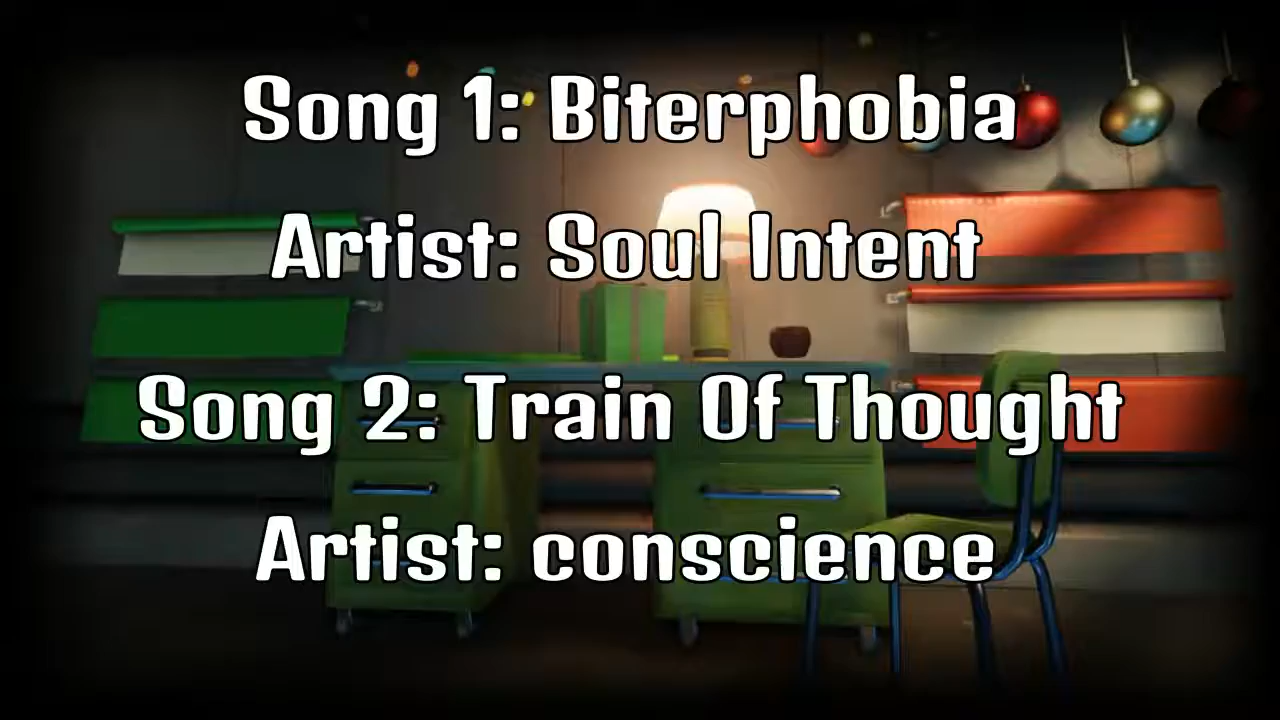 Song 1: Biterphobia
Artist: Soul Intent
Song 2: Train Of Thought
Artist: conscience